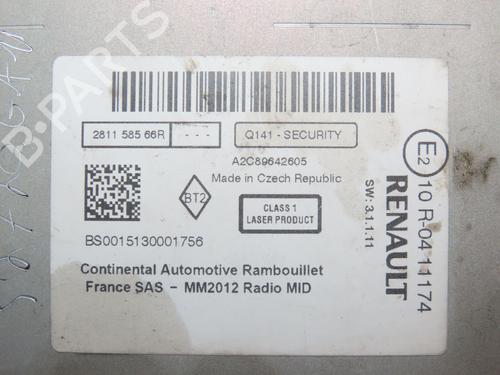 2811 585 66R
- - -
Q141 - SECURITY
A2C89642605
Made in Czech Republic
BT2
CLASS 1
LASER PRODUCT
BS0015130001756
Continental Automotive Rambouillet
France SAS - MM2012 Radio MID
E2
10 R-04 11174
RENAULT
SW: 3.1.1.11
B-PARTS